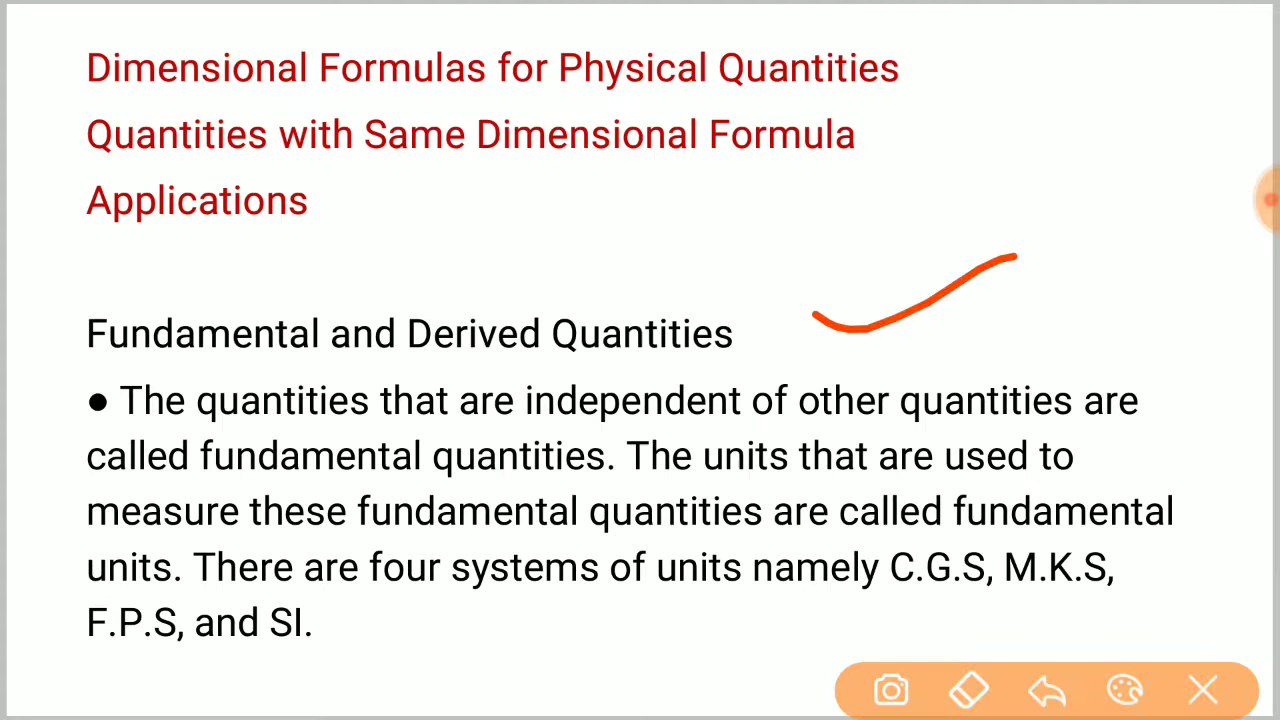 Dimensional Formulas for Physical Quantities
Quantities with Same Dimensional Formula
Applications
Fundamental and Derived Quantities
● The quantities that are independent of other quantities are
called fundamental quantities. The units that are used to
measure these fundamental quantities are called fundamental
units. There are four systems of units namely C.G.S, M.K.S,
F.P.S, and SI.